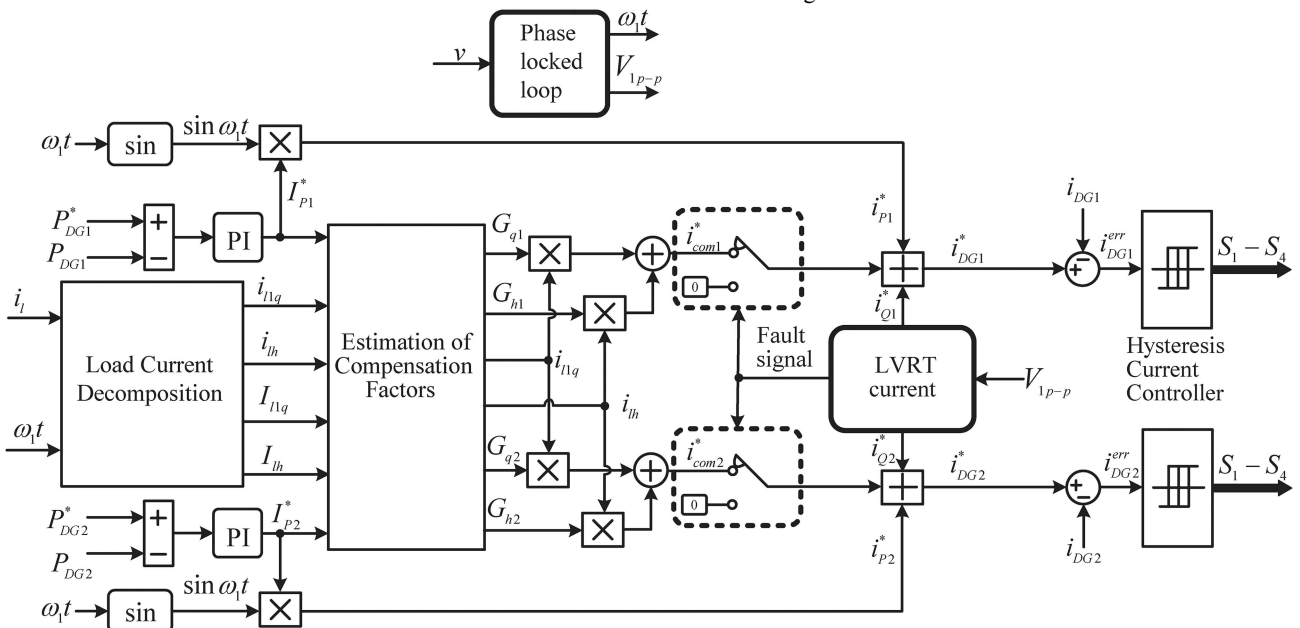 Phase
locked
loop
v
ω₁t
V₁ₚ₋ₚ
ω₁t
sin
sin ω₁t
×
I*P1
P*DG1
PDG1
+
−
PI
il
ω₁t
Load Current
Decomposition
il1q
ilh
Il1q
Ilh
P*DG2
PDG2
+
−
PI
I*P2
ω₁t
sin
sin ω₁t
×
Estimation of
Compensation
Factors
Gq1
Gh1
Gq2
Gh2
×
×
×
×
il1q
ilh
+
+
i*com1
0
i*com2
0
Fault
signal
LVRT
current
V₁ₚ₋ₚ
i*P1
i*Q1
+
i*DG1
i*Q2
+
i*DG2
i*P2
iDG1
+
−
ierrDG1
S₁ − S₄
Hysteresis
Current
Controller
+
−
iDG2
ierrDG2
S₁ − S₄